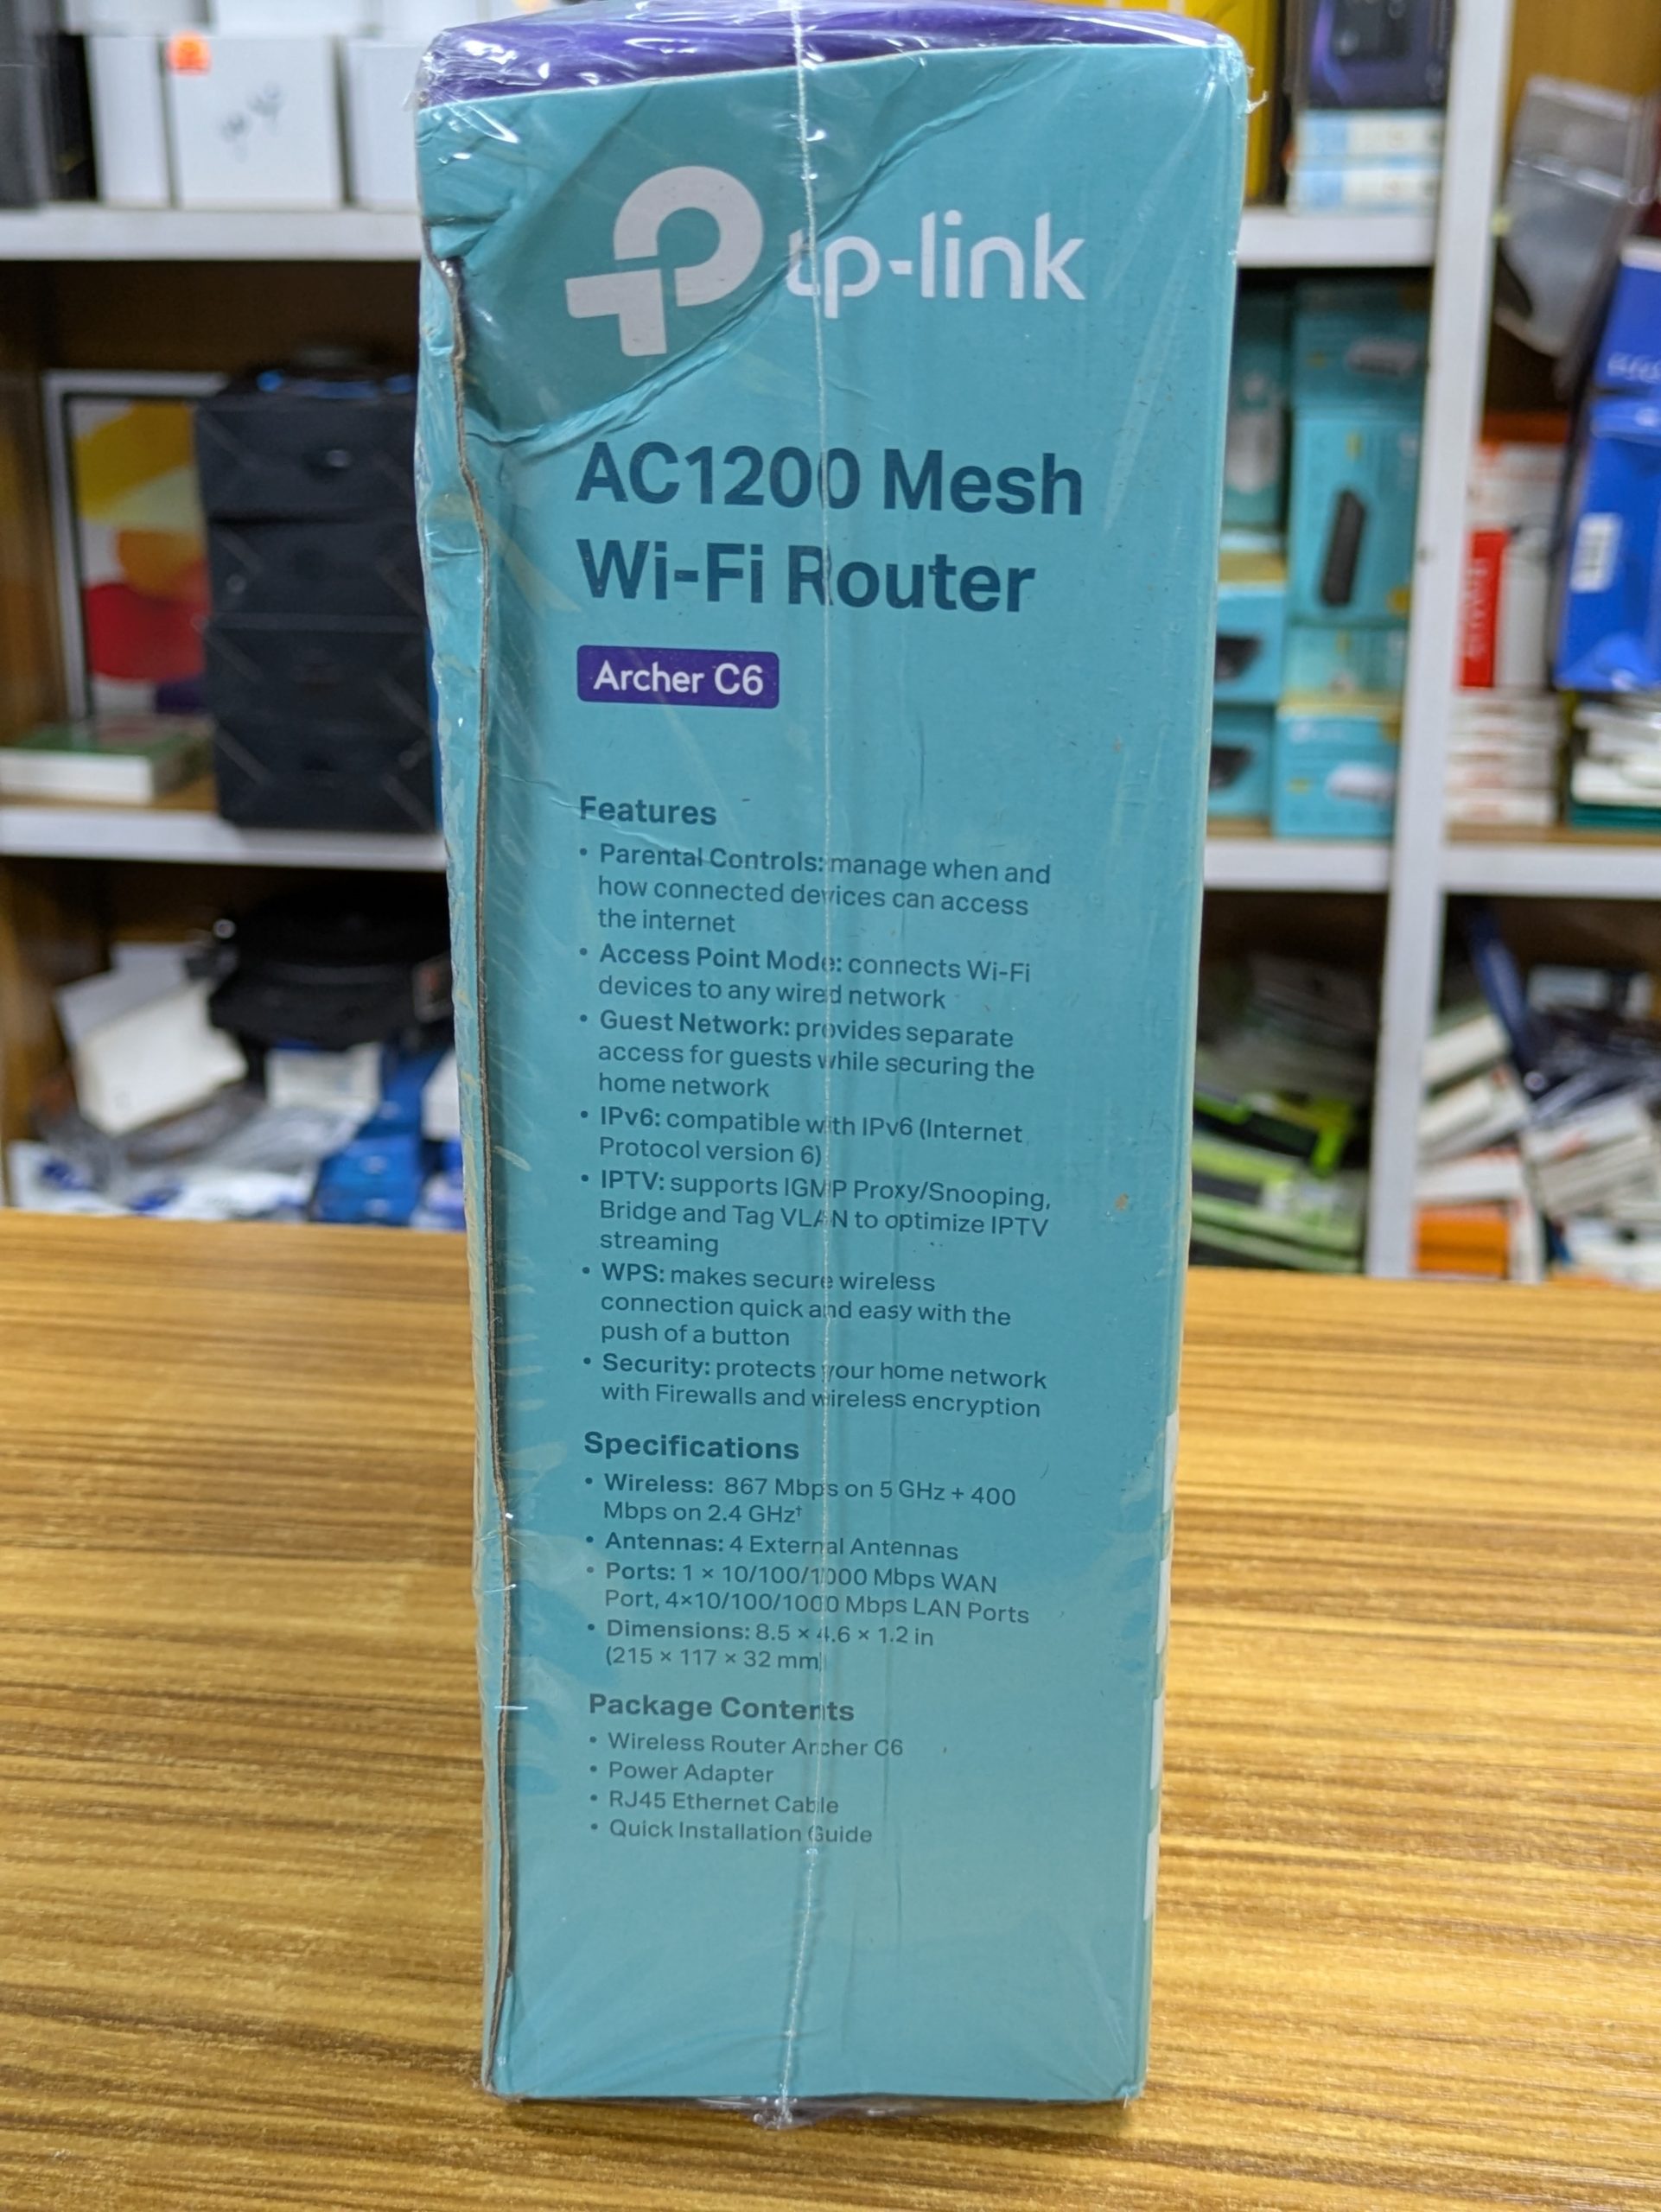 tp-link
AC1200 Mesh
Wi-Fi Router
Archer C6
Features
• Parental Controls: manage when and
how connected devices can access
the internet
• Access Point Mode: connects Wi-Fi
devices to any wired network
• Guest Network: provides separate
access for guests while securing the
home network
• IPv6: compatible with IPv6 (Internet
Protocol version 6)
• IPTV: supports IGMP Proxy/Snooping,
Bridge and Tag VLAN to optimize IPTV
streaming
• WPS: makes secure wireless
connection quick and easy with the
push of a button
• Security: protects your home network
with Firewalls and wireless encryption
Specifications
• Wireless: 867 Mbps on 5 GHz + 400
Mbps on 2.4 GHz†
• Antennas: 4 External Antennas
• Ports: 1 × 10/100/1000 Mbps WAN
Port, 4×10/100/1000 Mbps LAN Ports
• Dimensions: 8.5 × 4.6 × 1.2 in
(215 × 117 × 32 mm)
Package Contents
• Wireless Router Archer C6
• Power Adapter
• RJ45 Ethernet Cable
• Quick Installation Guide